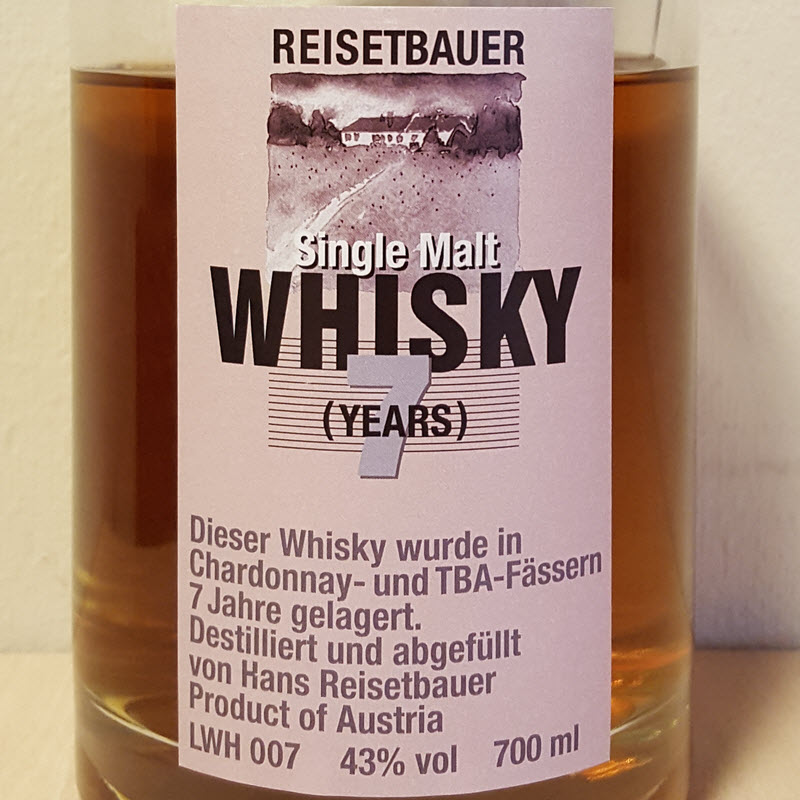 REISETBAUER
Single Malt
WHISKY
7
(YEARS)
Dieser Whisky wurde in
Chardonnay- und TBA-Fässern
7 Jahre gelagert.
Destilliert und abgefüllt
von Hans Reisetbauer
Product of Austria
LWH 007 43% vol 700 ml